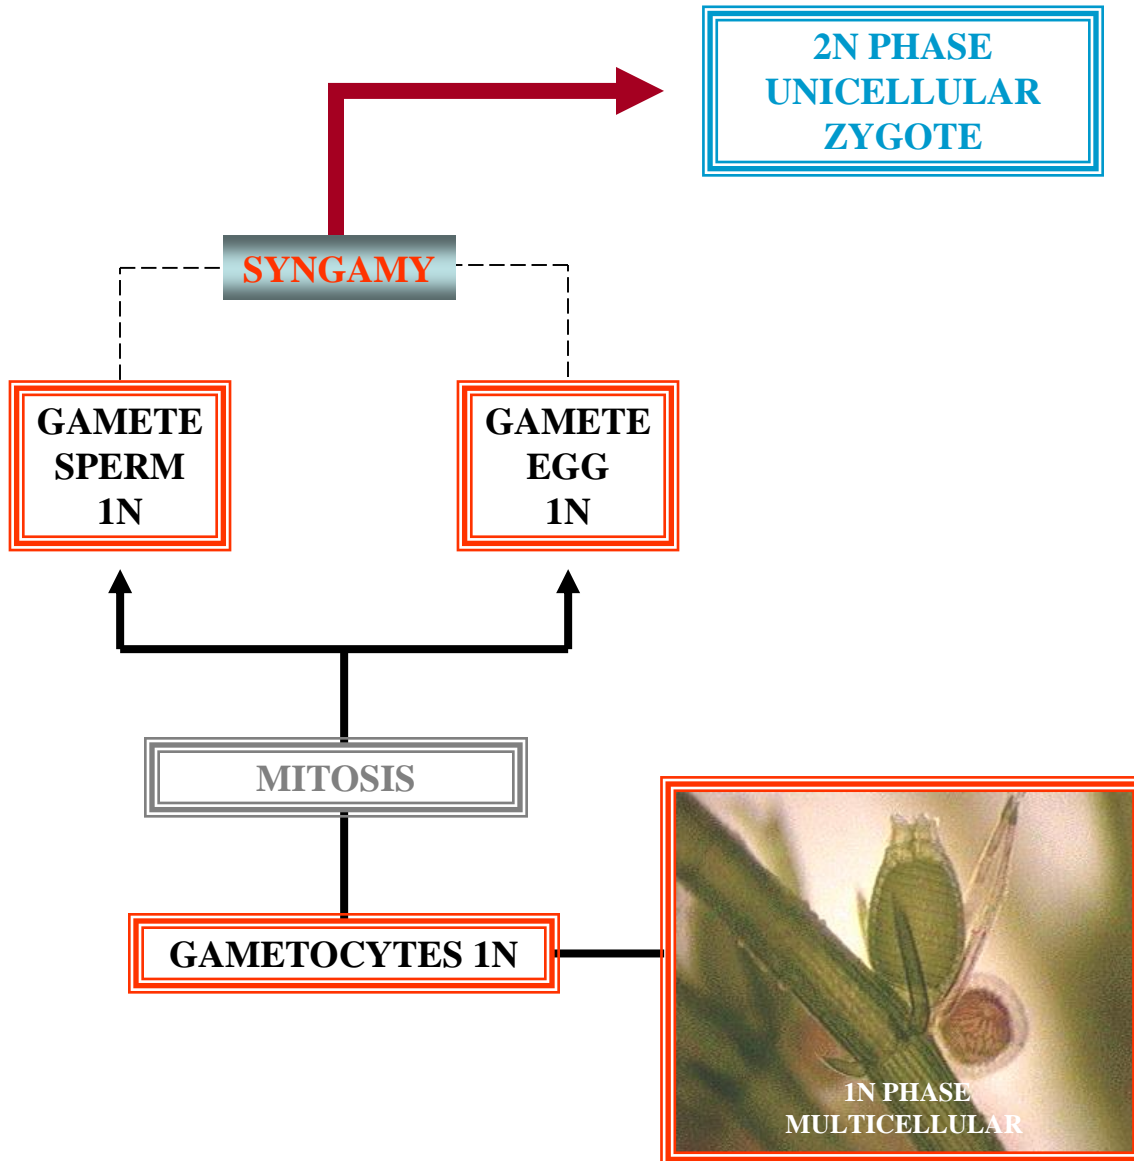 2N PHASE
UNICELLULAR
ZYGOTE
SYNGAMY
GAMETE
SPERM
1N
GAMETE
EGG
1N
MITOSIS
GAMETOCYTES 1N
1N PHASE
MULTICELLULAR